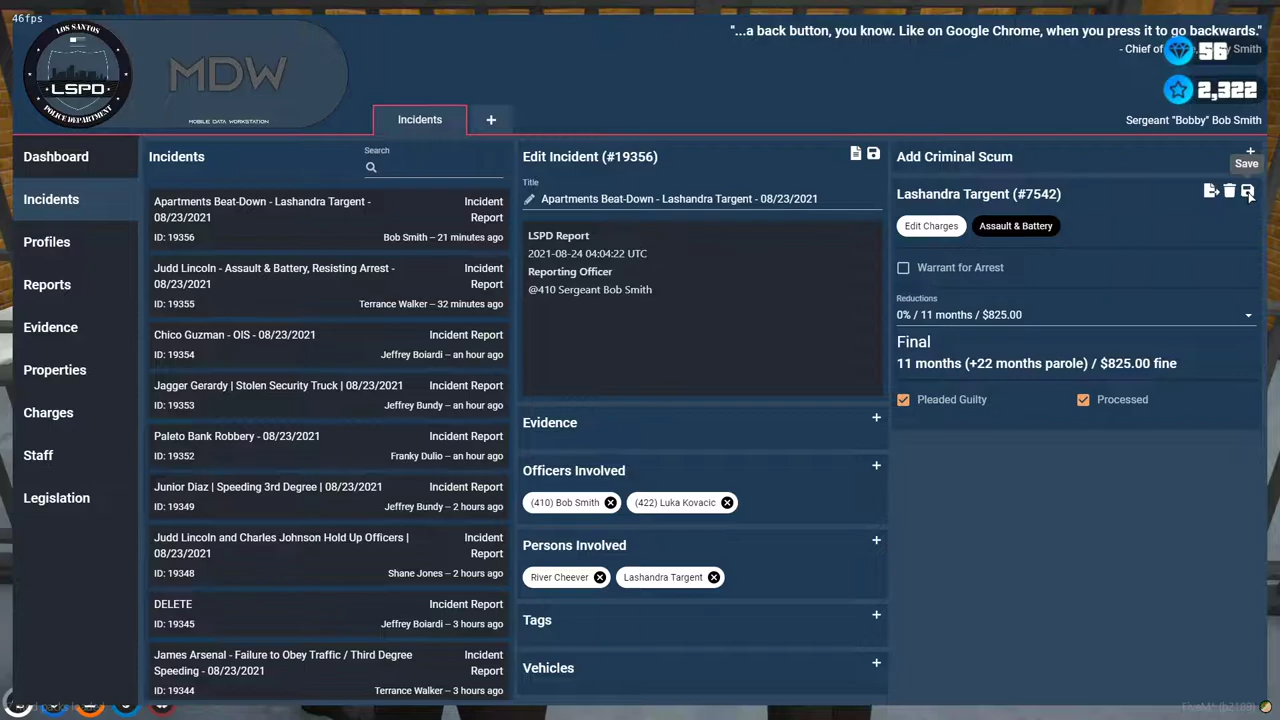 46fps
LOS SANTOS
LSPD
POLICE DEPARTMENT
MDW
MOBILE DATA WORKSTATION
"...a back button, you know. Like on Google Chrome, when you press it to go backwards."
- Chief of
by Smith
56
2,322
Sergeant "Bobby" Bob Smith
Incidents
+
Dashboard
Incidents
Profiles
Reports
Evidence
Properties
Charges
Staff
Legislation
Incidents
Search
Apartments Beat-Down - Lashandra Targent - 08/23/2021
Incident Report
ID: 19356
Bob Smith – 21 minutes ago
Judd Lincoln - Assault & Battery, Resisting Arrest - 08/23/2021
Incident Report
ID: 19355
Terrance Walker – 32 minutes ago
Chico Guzman - OIS - 08/23/2021
Incident Report
ID: 19354
Jeffrey Boiardi – an hour ago
Jagger Gerardy | Stolen Security Truck | 08/23/2021
Incident Report
ID: 19353
Jeffrey Bundy – an hour ago
Paleto Bank Robbery - 08/23/2021
Incident Report
ID: 19352
Franky Dulio – an hour ago
Junior Diaz | Speeding 3rd Degree | 08/23/2021
Incident Report
ID: 19349
Jeffrey Bundy – 2 hours ago
Judd Lincoln and Charles Johnson Hold Up Officers | 08/23/2021
Incident Report
ID: 19348
Shane Jones – 2 hours ago
DELETE
Incident Report
ID: 19345
Jeffrey Boiardi – 3 hours ago
James Arsenal - Failure to Obey Traffic / Third Degree Speeding - 08/23/2021
Incident Report
ID: 19344
Terrance Walker – 3 hours ago
Edit Incident (#19356)
Title
Apartments Beat-Down - Lashandra Targent - 08/23/2021
LSPD Report
2021-08-24 04:04:22 UTC
Reporting Officer
@410 Sergeant Bob Smith
Evidence
+
Officers Involved
+
(410) Bob Smith
(422) Luka Kovacic
Persons Involved
+
River Cheever
Lashandra Targent
Tags
+
Vehicles
+
Add Criminal Scum
+
Save
Lashandra Targent (#7542)
Edit Charges
Assault & Battery
Warrant for Arrest
Reductions
0% / 11 months / $825.00
Final
11 months (+22 months parole) / $825.00 fine
Pleaded Guilty
Processed